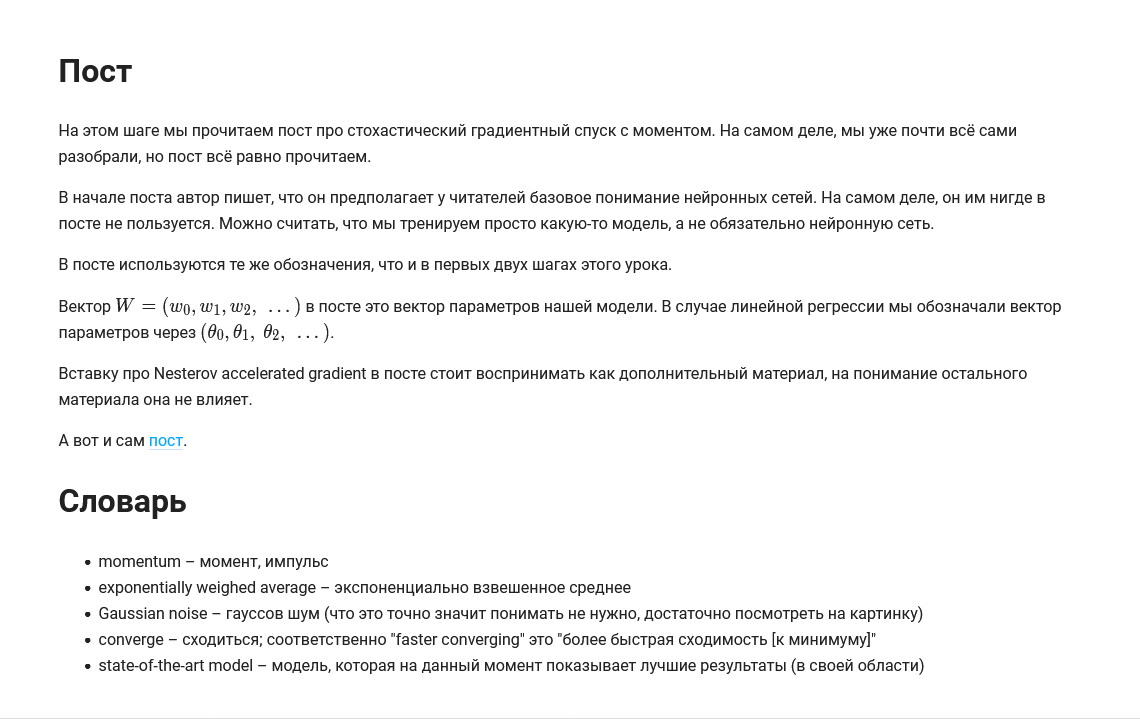 Пост
На этом шаге мы прочитаем пост про стохастический градиентный спуск с моментом. На самом деле, мы уже почти всё сами
разобрали, но пост всё равно прочитаем.
В начале поста автор пишет, что он предполагает у читателей базовое понимание нейронных сетей. На самом деле, он им нигде в
посте не пользуется. Можно считать, что мы тренируем просто какую-то модель, а не обязательно нейронную сеть.
В посте используются те же обозначения, что и в первых двух шагах этого урока.
Вектор W = (w₀, w₁, w₂, ...) в посте это вектор параметров нашей модели. В случае линейной регрессии мы обозначали вектор
параметров через (θ₀, θ₁, θ₂, ...).
Вставку про Nesterov accelerated gradient в посте стоит воспринимать как дополнительный материал, на понимание остального
материала она не влияет.
А вот и сам пост.
Словарь
• momentum – момент, импульс
• exponentially weighed average – экспоненциально взвешенное среднее
• Gaussian noise – гауссов шум (что это точно значит понимать не нужно, достаточно посмотреть на картинку)
• converge – сходиться; соответственно "faster converging" это "более быстрая сходимость [к минимуму]"
• state-of-the-art model – модель, которая на данный момент показывает лучшие результаты (в своей области)